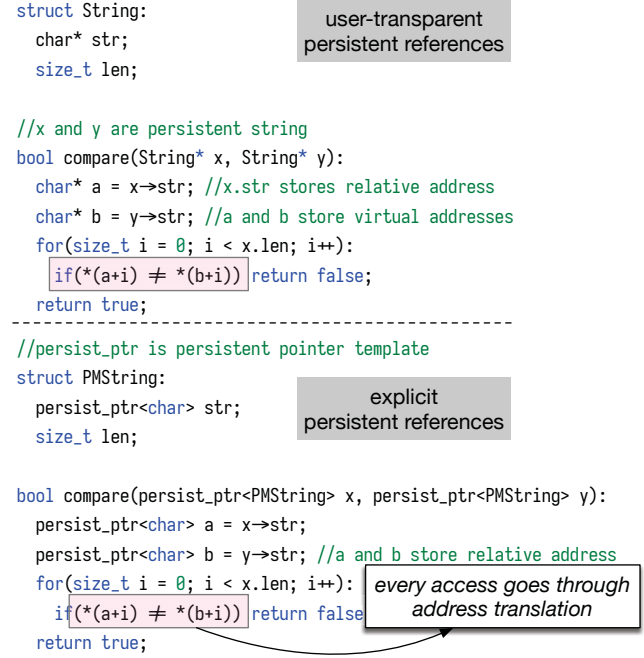 struct String:
user-transparent
persistent references
char* str;
size_t len;
//x and y are persistent string
bool compare(String* x, String* y):
char* a = x→str; //x.str stores relative address
char* b = y→str; //a and b store virtual addresses
for(size_t i = 0; i < x.len; i++):
if(*(a+i) ≠ *(b+i)) return false;
return true;
//persist_ptr is persistent pointer template
struct PMString:
explicit
persistent references
persist_ptr<char> str;
size_t len;
bool compare(persist_ptr<PMString> x, persist_ptr<PMString> y):
persist_ptr<char> a = x→str;
persist_ptr<char> b = y→str; //a and b store relative address
for(size_t i = 0; i < x.len; i++):
every access goes through
address translation
if(*(a+i) ≠ *(b+i)) return false
return true;